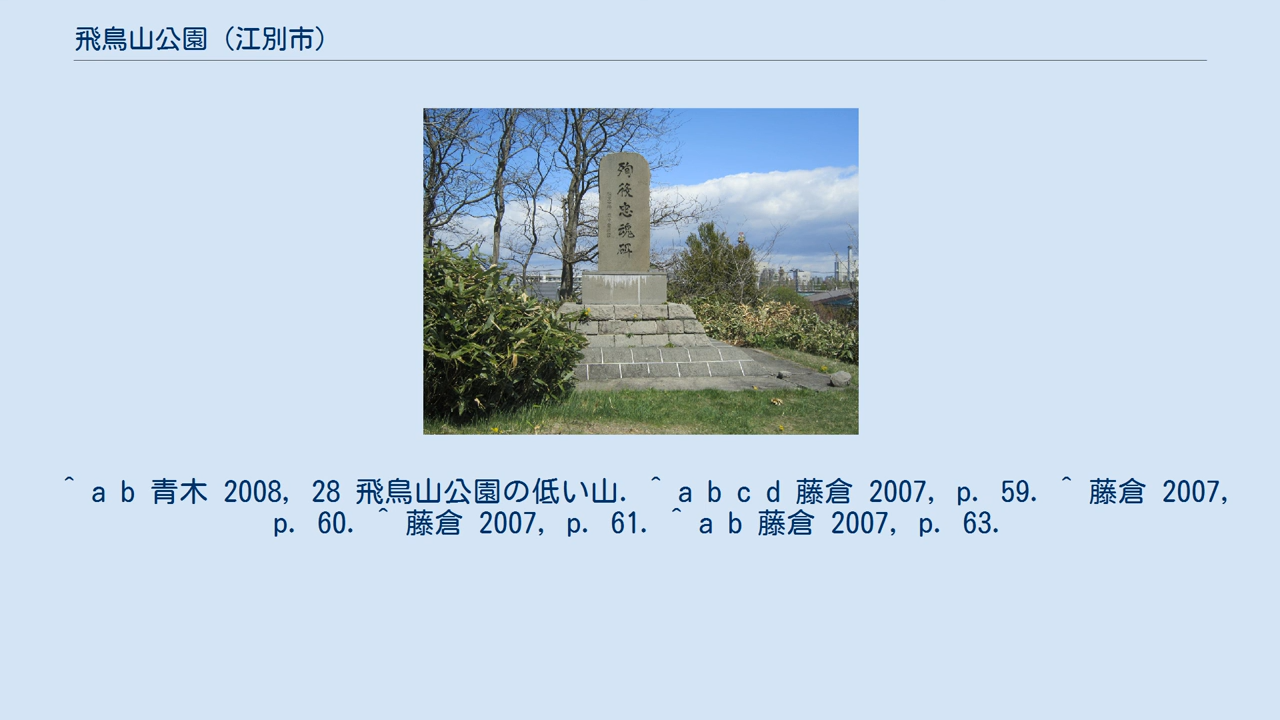 飛鳥山公園（江別市）
殉後忠魂碑
^ a b 青木 2008, 28 飛鳥山公園の低い山. ^ a b c d 藤倉 2007, p. 59. ^ 藤倉 2007,
p. 60. ^ 藤倉 2007, p. 61. ^ a b 藤倉 2007, p. 63.